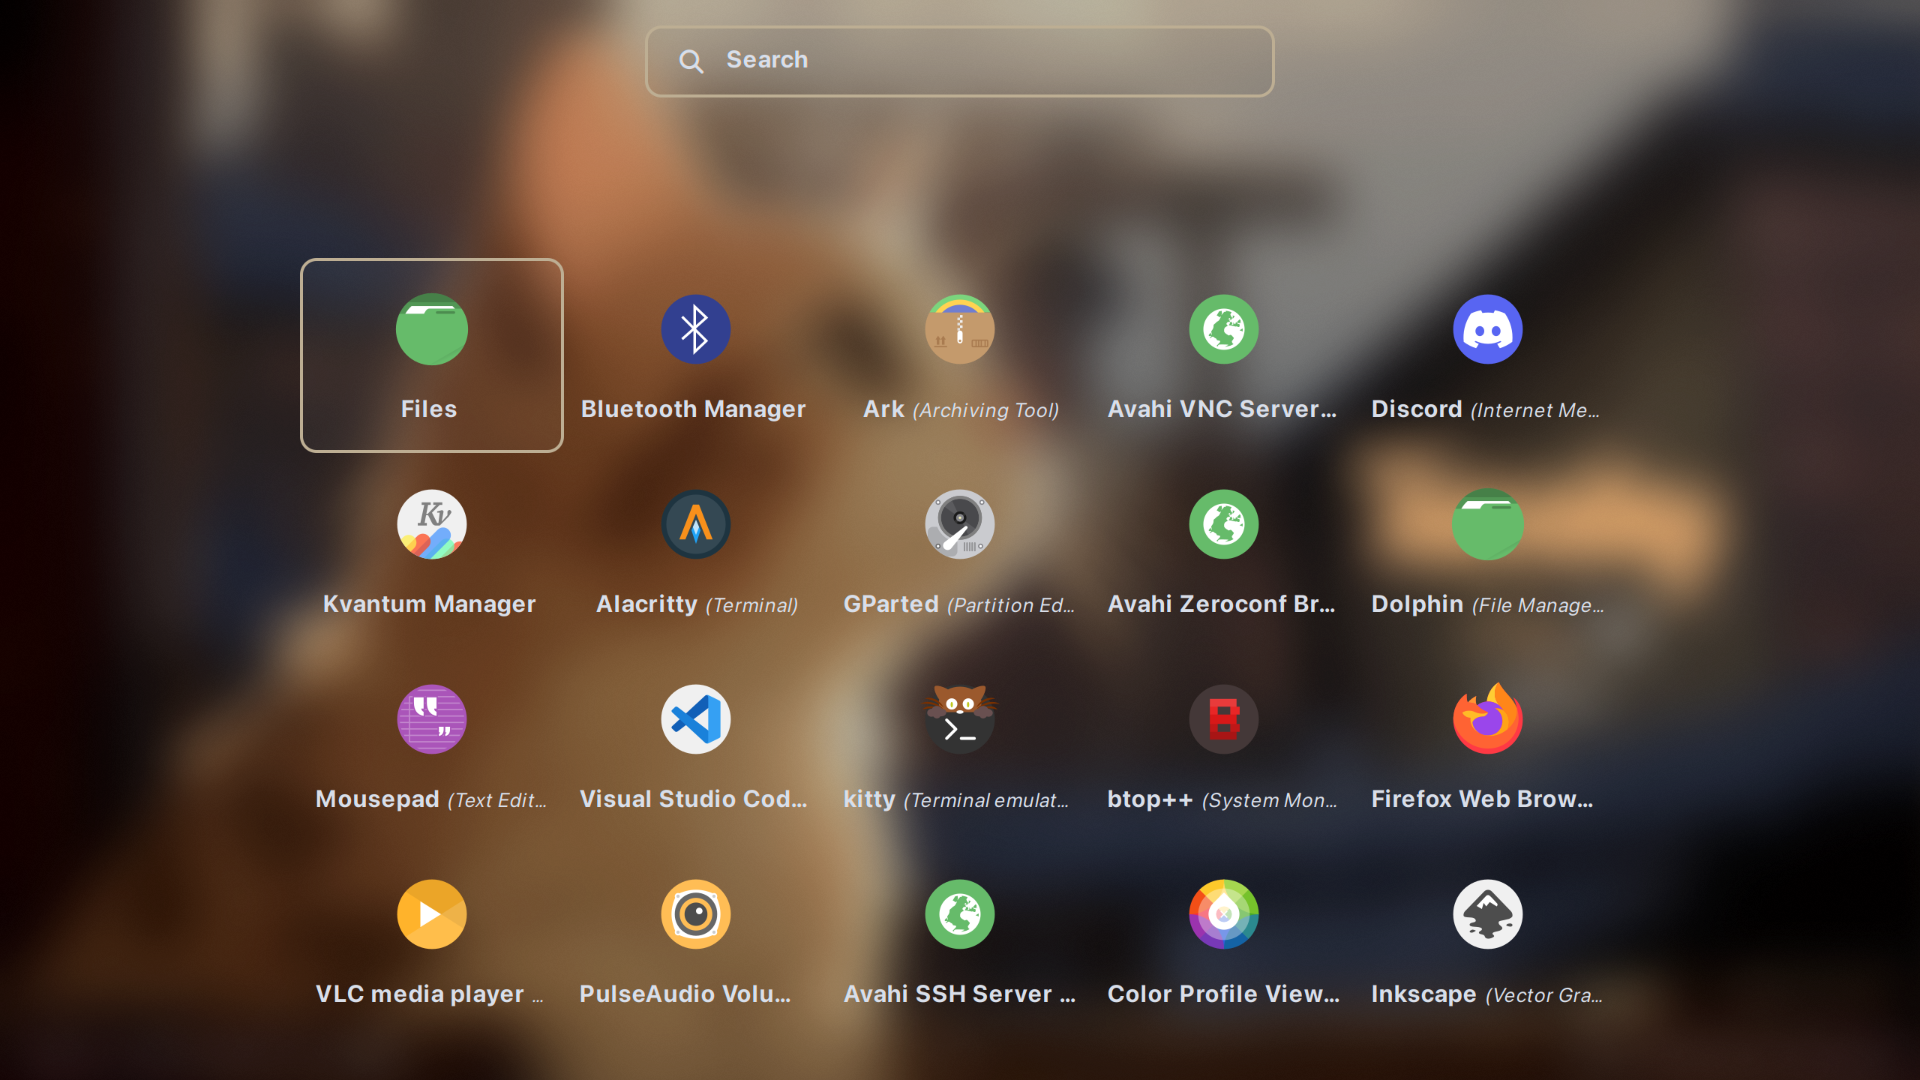 Search
Files
Bluetooth Manager
Ark (Archiving Tool)
Avahi VNC Server...
Discord (Internet Me...
Kv
Kvantum Manager
Alacritty (Terminal)
GParted (Partition Ed...
Avahi Zeroconf Br...
Dolphin (File Manage...
Mousepad (Text Edit...
Visual Studio Cod...
kitty (Terminal emulat...
btop++ (System Mon...
Firefox Web Brow...
VLC media player ...
PulseAudio Volu...
Avahi SSH Server ...
Color Profile View...
Inkscape (Vector Gra...